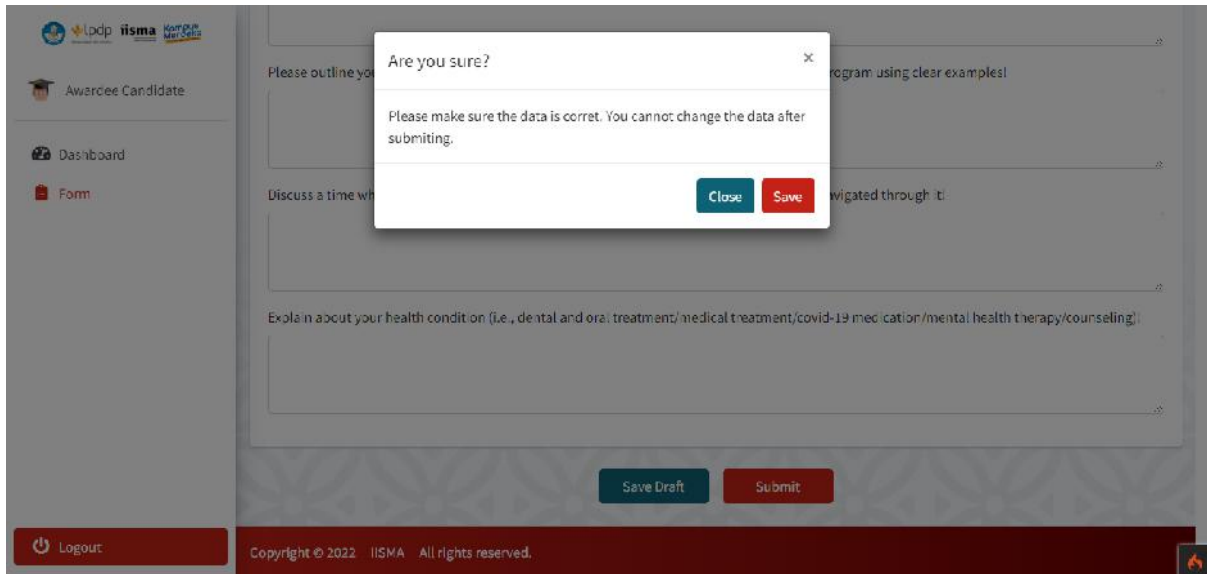 lpdp iisma Kampus Merdeka
Awardee Candidate
Dashboard
Form
Logout
Please outline you
rogram using clear examples!
Discuss a time wh
avigated through it!
Explain about your health condition (i.e., dental and oral treatment/medical treatment/covid-19 medication/mental health therapy/counseling)!
Are you sure?
×
Please make sure the data is corret. You cannot change the data after
submiting.
Close Save
Save Draft Submit
Copyright © 2022 IISMA All rights reserved.